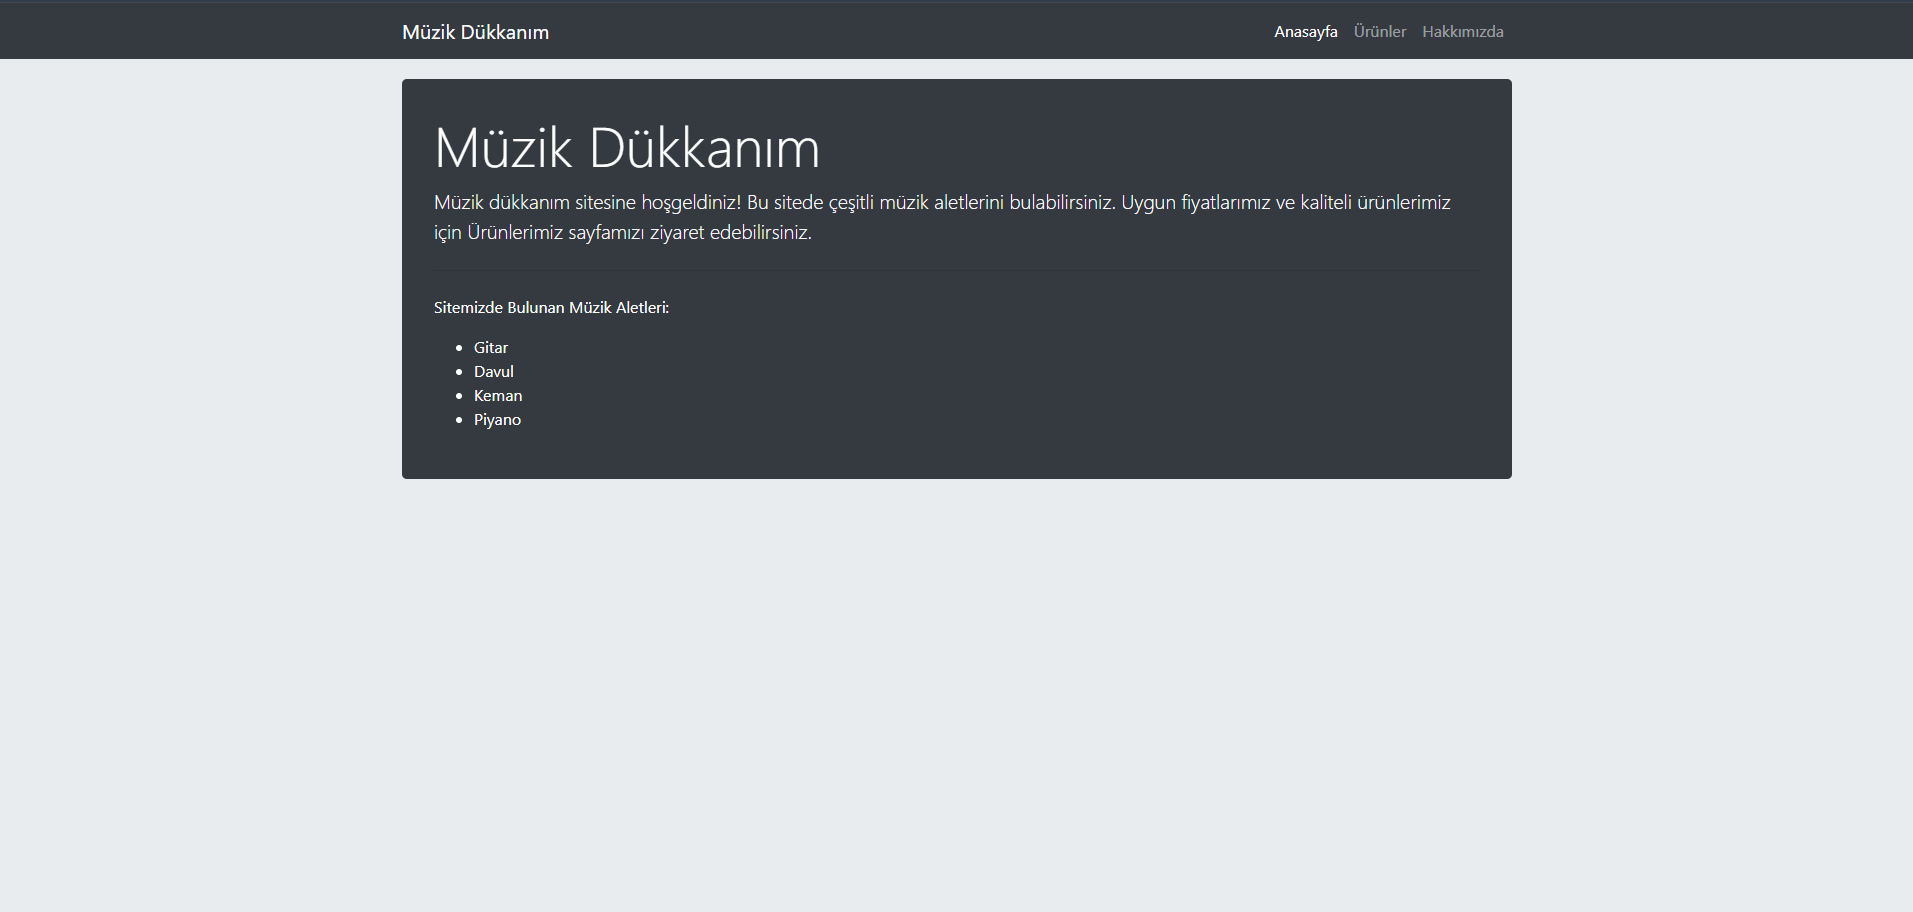 Müzik Dükkanım
Anasayfa Ürünler Hakkımızda
Müzik Dükkanım
Müzik dükkanım sitesine hoşgeldiniz! Bu sitede çeşitli müzik aletlerini bulabilirsiniz. Uygun fiyatlarımız ve kaliteli ürünlerimiz
için Ürünlerimiz sayfamızı ziyaret edebilirsiniz.
Sitemizde Bulunan Müzik Aletleri:
Gitar
Davul
Keman
Piyano